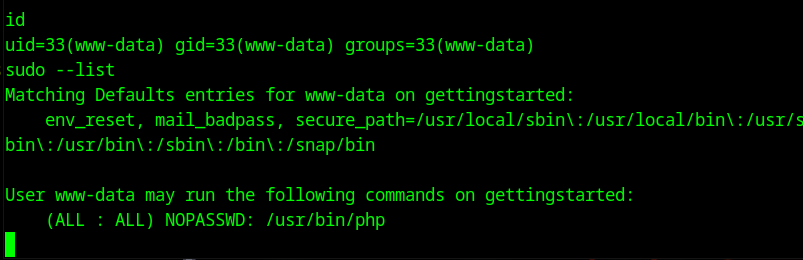 id
uid=33(www-data) gid=33(www-data) groups=33(www-data)
sudo --list
Matching Defaults entries for www-data on gettingstarted:
    env_reset, mail_badpass, secure_path=/usr/local/sbin\:/usr/local/bin\:/usr/s
bin\:/usr/bin\:/sbin\:/bin\:/snap/bin

User www-data may run the following commands on gettingstarted:
    (ALL : ALL) NOPASSWD: /usr/bin/php